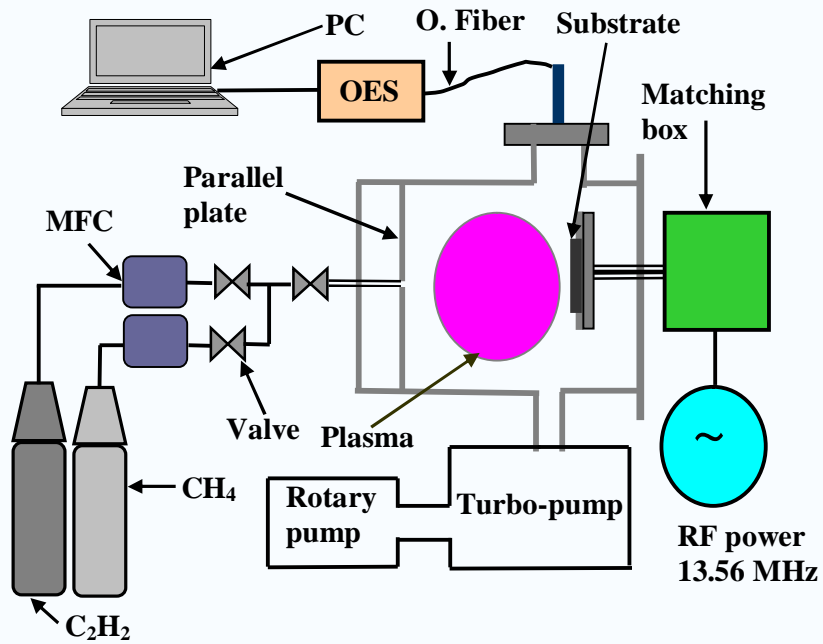 PC
O. Fiber
Substrate
OES
Matching
box
Parallel
plate
MFC
Valve
Plasma
CH₄
Rotary
pump
Turbo-pump
~
RF power
13.56 MHz
C₂H₂